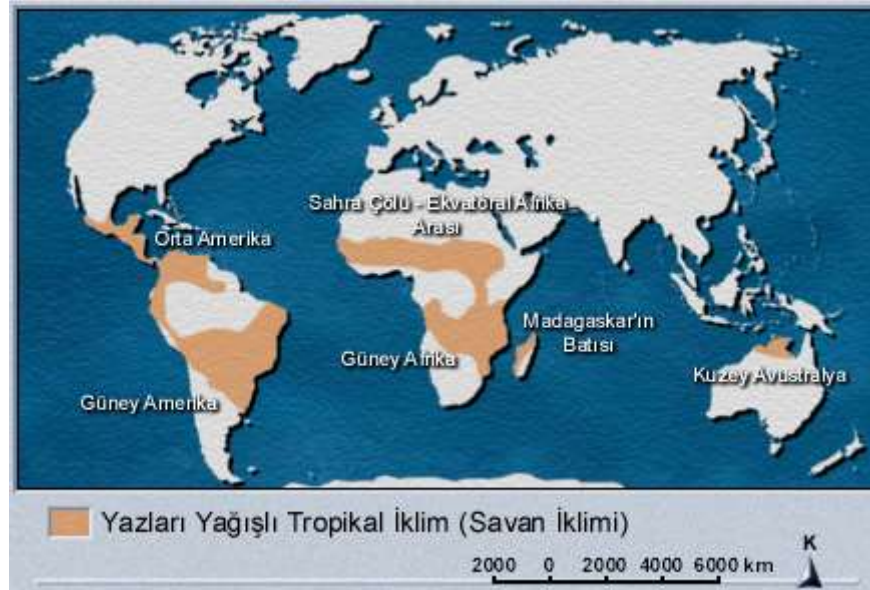 Sahra Çölü - Ekvatoral Afrika
Arası
Orta Amerika
Madagaskar'ın
Batısı
Güney Afrika
Kuzey Avustralya
Güney Amerika
Yazları Yağışlı Tropikal İklim (Savan İklimi)
K
2000 0 2000 4000 6000 km